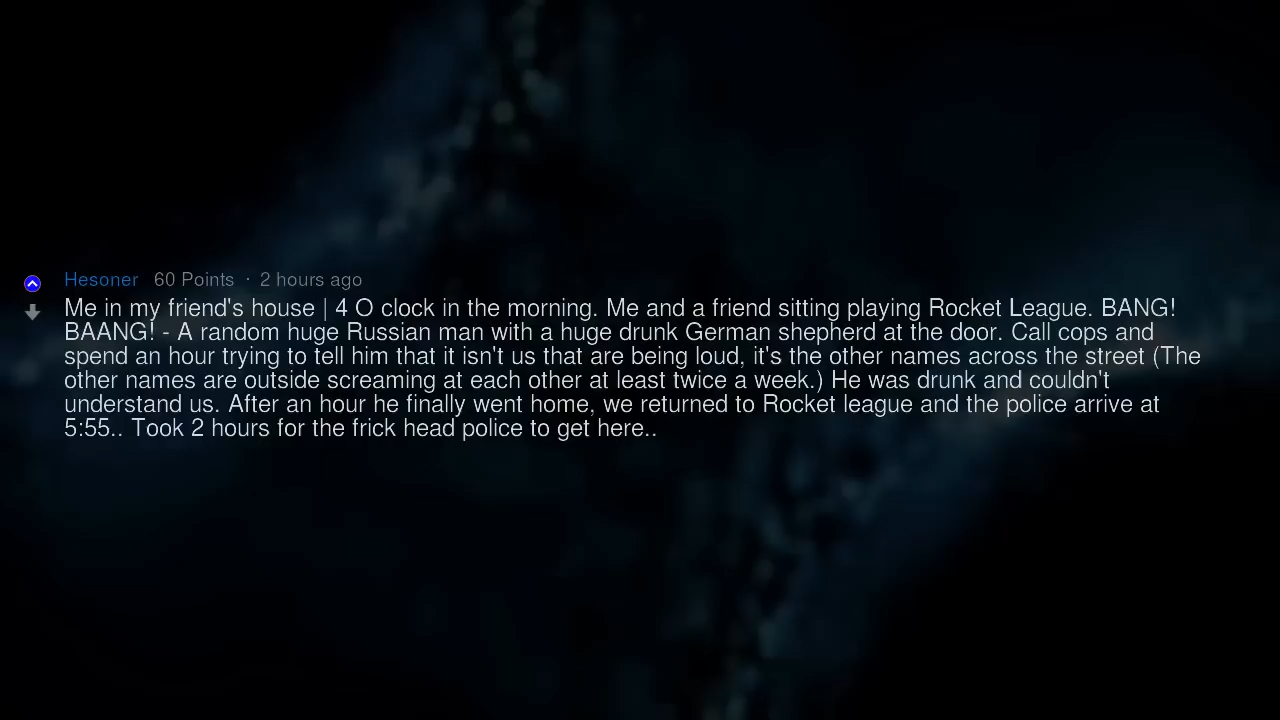 Hesoner 60 Points · 2 hours ago
Me in my friend's house | 4 O clock in the morning. Me and a friend sitting playing Rocket League. BANG!
BAANG! - A random huge Russian man with a huge drunk German shepherd at the door. Call cops and
spend an hour trying to tell him that it isn't us that are being loud, it's the other names across the street (The
other names are outside screaming at each other at least twice a week.) He was drunk and couldn't
understand us. After an hour he finally went home, we returned to Rocket league and the police arrive at
5:55.. Took 2 hours for the frick head police to get here..